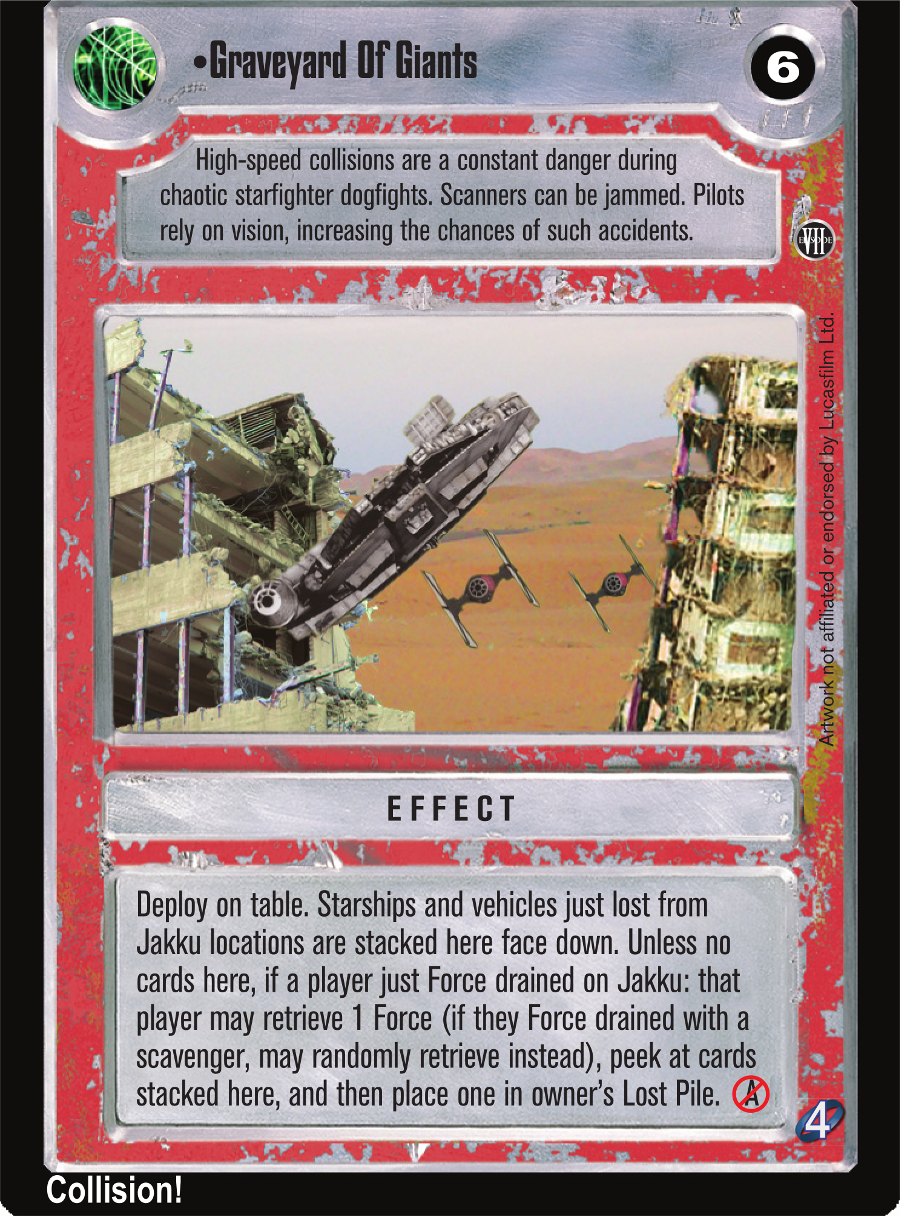 •Graveyard Of Giants
6
High-speed collisions are a constant danger during
chaotic starfighter dogfights. Scanners can be jammed. Pilots
rely on vision, increasing the chances of such accidents.
EPISODE
VII
Artwork not affiliated or endorsed by Lucasfilm Ltd.
EFFECT
Deploy on table. Starships and vehicles just lost from
Jakku locations are stacked here face down. Unless no
cards here, if a player just Force drained on Jakku: that
player may retrieve 1 Force (if they Force drained with a
scavenger, may randomly retrieve instead), peek at cards
stacked here, and then place one in owner's Lost Pile. A
4
Collision!